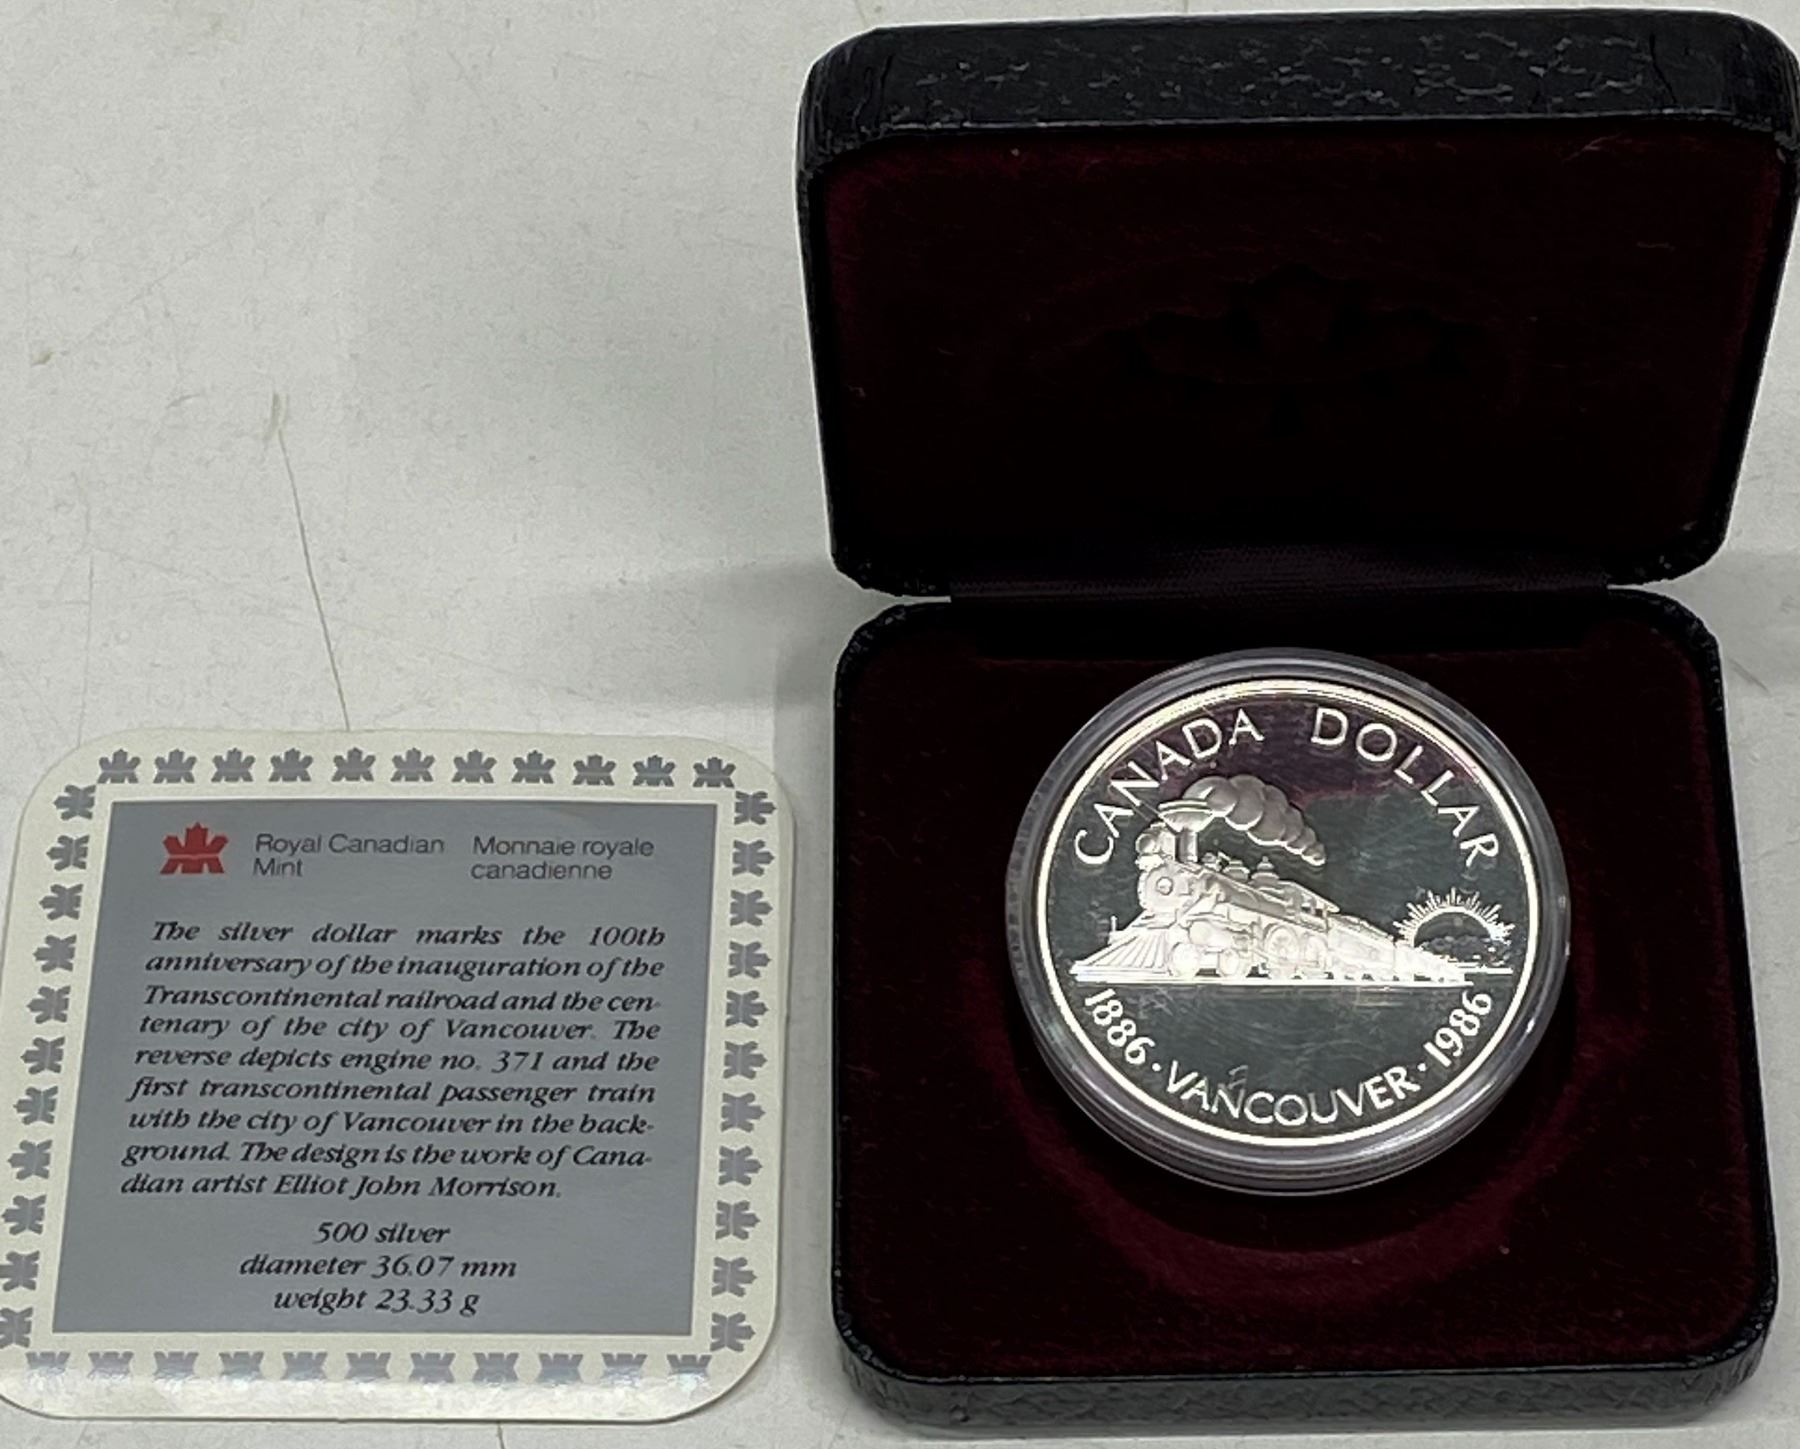 Royal Canadian Mint
Monnaie royale canadienne
The silver dollar marks the 100th
anniversary of the inauguration of the
Transcontinental railroad and the cen-
tenary of the city of Vancouver. The
reverse depicts engine no. 371 and the
first transcontinental passenger train
with the city of Vancouver in the back-
ground. The design is the work of Cana-
dian artist Elliot John Morrison.
500 silver
diameter 36.07 mm
weight 23.33 g
CANADA DOLLAR
1886 · VANCOUVER · 1986